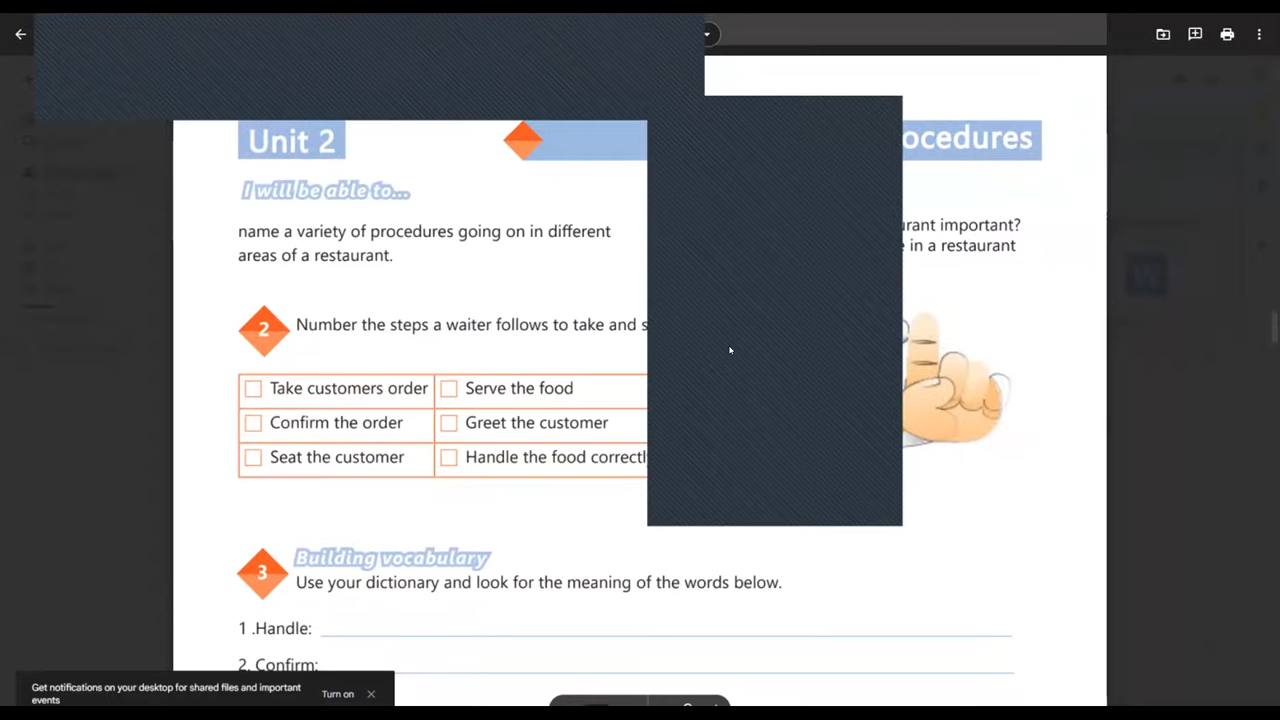 Unit 2
ocedures
I will be able to...
name a variety of procedures going on in different
areas of a restaurant.
important?
in a restaurant
2
Number the steps a waiter follows to take and
Take customers order
Serve the food
Confirm the order
Greet the customer
Seat the customer
Handle the food correctl
3
Building vocabulary
Use your dictionary and look for the meaning of the words below.
1 .Handle:
2. Confirm:
Get notifications on your desktop for shared files and important
events
Turn on